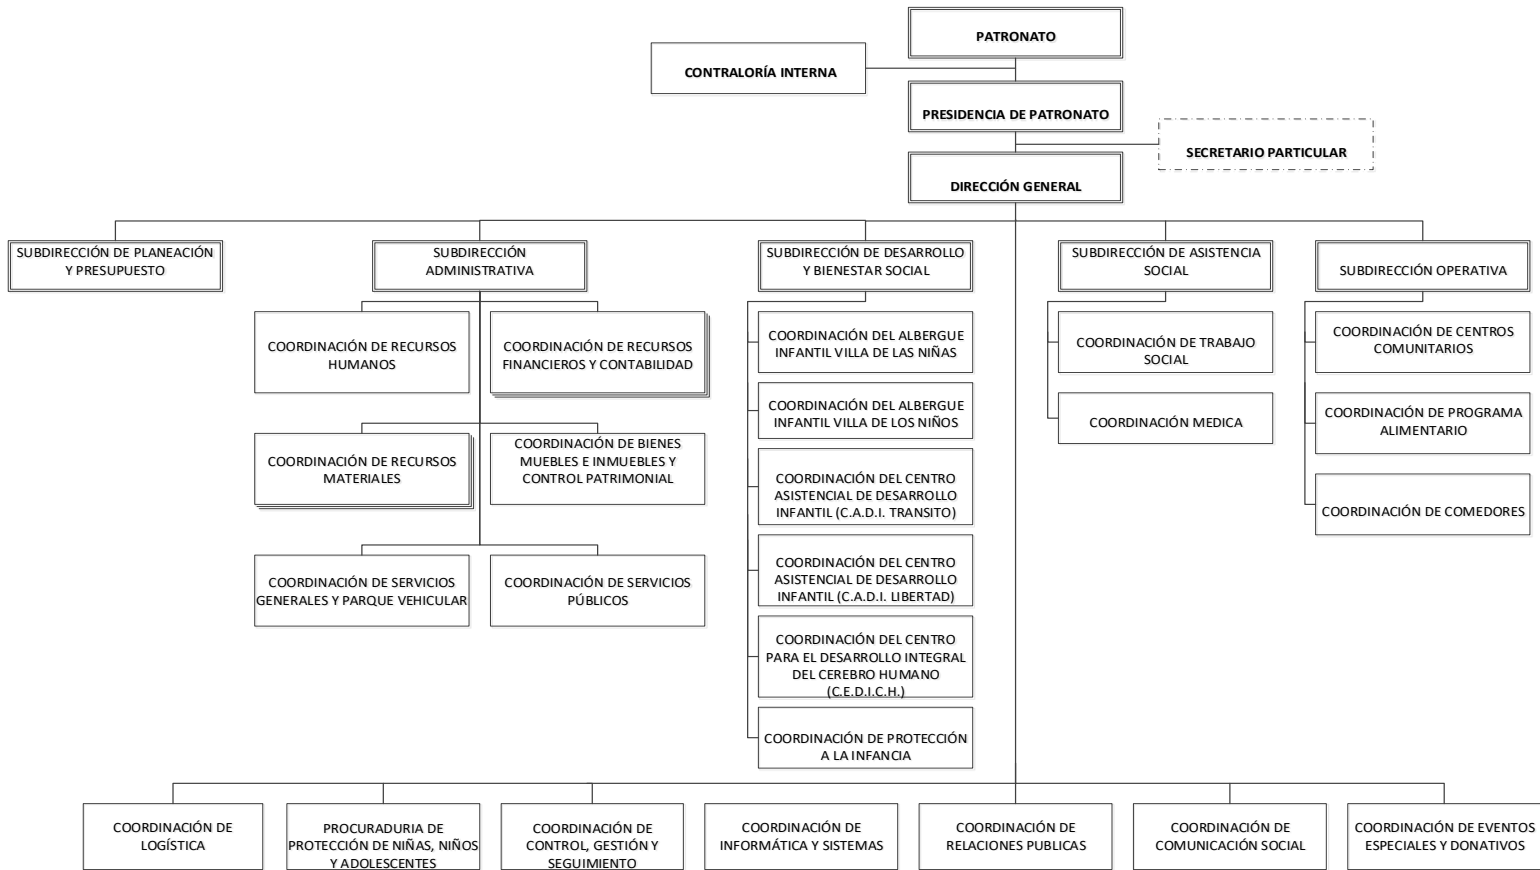 PATRONATO
CONTRALORÍA INTERNA
PRESIDENCIA DE PATRONATO
SECRETARIO PARTICULAR
DIRECCIÓN GENERAL
SUBDIRECCIÓN DE PLANEACIÓN
Y PRESUPUESTO
SUBDIRECCIÓN
ADMINISTRATIVA
SUBDIRECCIÓN DE DESARROLLO
Y BIENESTAR SOCIAL
SUBDIRECCIÓN DE ASISTENCIA
SOCIAL
SUBDIRECCIÓN OPERATIVA
COORDINACIÓN DE RECURSOS
HUMANOS
COORDINACIÓN DE RECURSOS
FINANCIEROS Y CONTABILIDAD
COORDINACIÓN DE RECURSOS
MATERIALES
COORDINACIÓN DE BIENES
MUEBLES E INMUEBLES Y
CONTROL PATRIMONIAL
COORDINACIÓN DE SERVICIOS
GENERALES Y PARQUE VEHICULAR
COORDINACIÓN DE SERVICIOS
PÚBLICOS
COORDINACIÓN DEL ALBERGUE
INFANTIL VILLA DE LAS NIÑAS
COORDINACIÓN DEL ALBERGUE
INFANTIL VILLA DE LOS NIÑOS
COORDINACIÓN DEL CENTRO
ASISTENCIAL DE DESARROLLO
INFANTIL (C.A.D.I. TRANSITO)
COORDINACIÓN DEL CENTRO
ASISTENCIAL DE DESARROLLO
INFANTIL (C.A.D.I. LIBERTAD)
COORDINACIÓN DEL CENTRO
PARA EL DESARROLLO INTEGRAL
DEL CEREBRO HUMANO
(C.E.D.I.C.H.)
COORDINACIÓN DE PROTECCIÓN
A LA INFANCIA
COORDINACIÓN DE TRABAJO
SOCIAL
COORDINACIÓN MEDICA
COORDINACIÓN DE CENTROS
COMUNITARIOS
COORDINACIÓN DE PROGRAMA
ALIMENTARIO
COORDINACIÓN DE COMEDORES
COORDINACIÓN DE
LOGÍSTICA
PROCURADURIA DE
PROTECCIÓN DE NIÑAS, NIÑOS
Y ADOLESCENTES
COORDINACIÓN DE
CONTROL, GESTIÓN Y
SEGUIMIENTO
COORDINACIÓN DE
INFORMÁTICA Y SISTEMAS
COORDINACIÓN DE
RELACIONES PUBLICAS
COORDINACIÓN DE
COMUNICACIÓN SOCIAL
COORDINACIÓN DE EVENTOS
ESPECIALES Y DONATIVOS